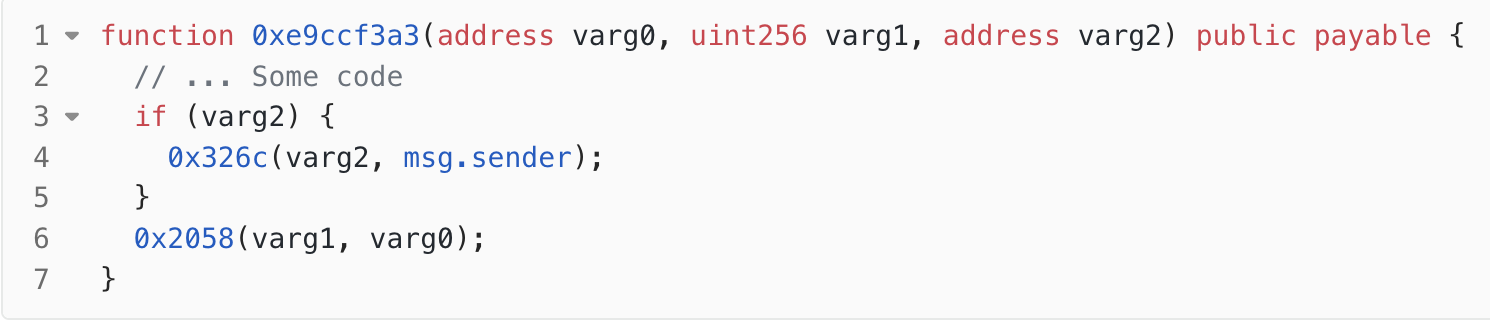 1 function 0xe9ccf3a3(address varg0, uint256 varg1, address varg2) public payable {
2 // ... Some code
3 if (varg2) {
4 0x326c(varg2, msg.sender);
5 }
6 0x2058(varg1, varg0);
7 }